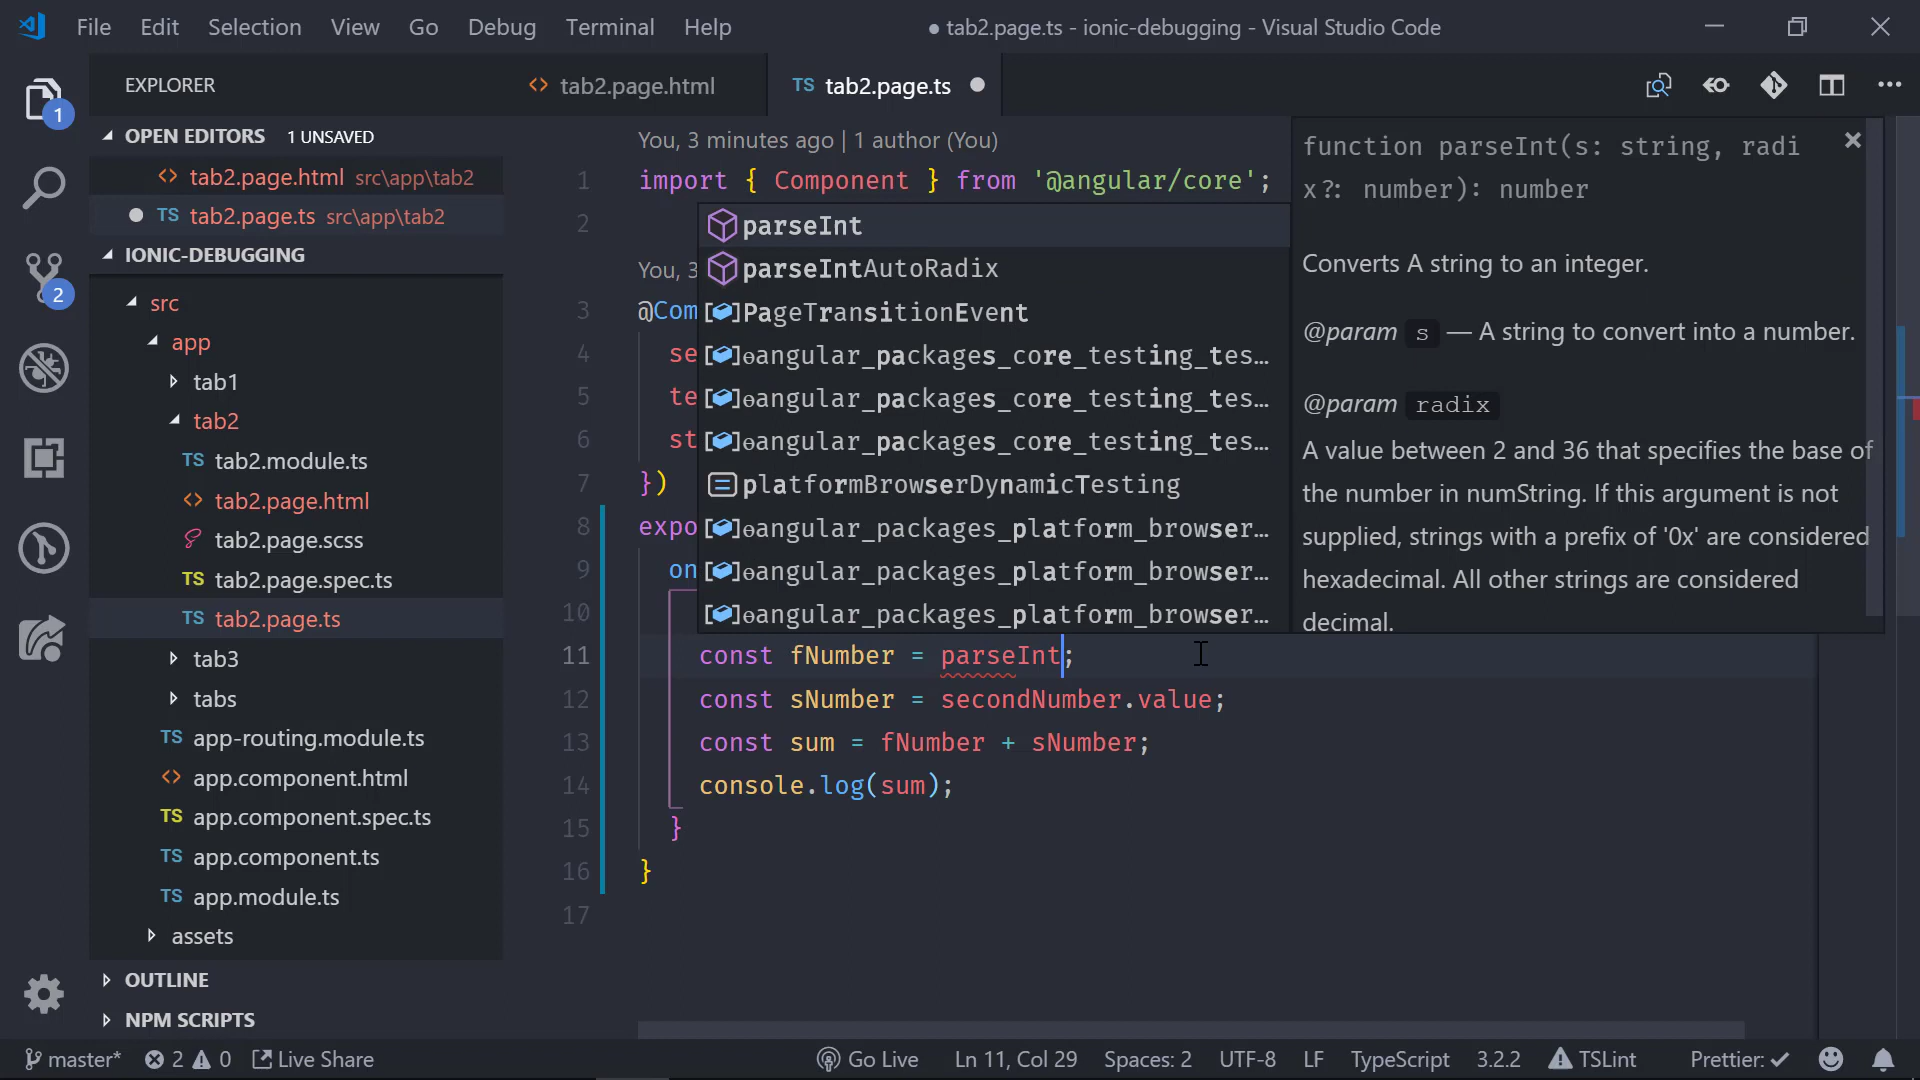 File Edit Selection View Go Debug Terminal Help
● tab2.page.ts - ionic-debugging - Visual Studio Code
EXPLORER
tab2.page.html
TS tab2.page.ts
1
OPEN EDITORS 1 UNSAVED
tab2.page.html src\app\tab2
TS tab2.page.ts src\app\tab2
IONIC-DEBUGGING
2
src
app
tab1
tab2
TS tab2.module.ts
tab2.page.html
tab2.page.scss
TS tab2.page.spec.ts
TS tab2.page.ts
tab3
tabs
TS app-routing.module.ts
app.component.html
TS app.component.spec.ts
TS app.component.ts
TS app.module.ts
assets
OUTLINE
NPM SCRIPTS
You, 3 minutes ago | 1 author (You)
1 import { Component } from '@angular/core';
2
You, 3
3 @Com
4 se
5 te
6 st
7 })
8 expo
9 on
10
11 const fNumber = parseInt;
12 const sNumber = secondNumber.value;
13 const sum = fNumber + sNumber;
14 console.log(sum);
15 }
16 }
17
parseInt
parseIntAutoRadix
PageTransitionEvent
ɵangular_packages_core_testing_tes…
ɵangular_packages_core_testing_tes…
ɵangular_packages_core_testing_tes…
platformBrowserDynamicTesting
ɵangular_packages_platform_browser…
ɵangular_packages_platform_browser…
ɵangular_packages_platform_browser…
function parseInt(s: string, radi
x?: number): number
Converts A string to an integer.
@param s — A string to convert into a number.
@param radix
A value between 2 and 36 that specifies the base of
the number in numString. If this argument is not
supplied, strings with a prefix of '0x' are considered
hexadecimal. All other strings are considered
decimal.
master* 2 0 Live Share
Go Live Ln 11, Col 29 Spaces: 2 UTF-8 LF TypeScript 3.2.2 TSLint Prettier: ✓